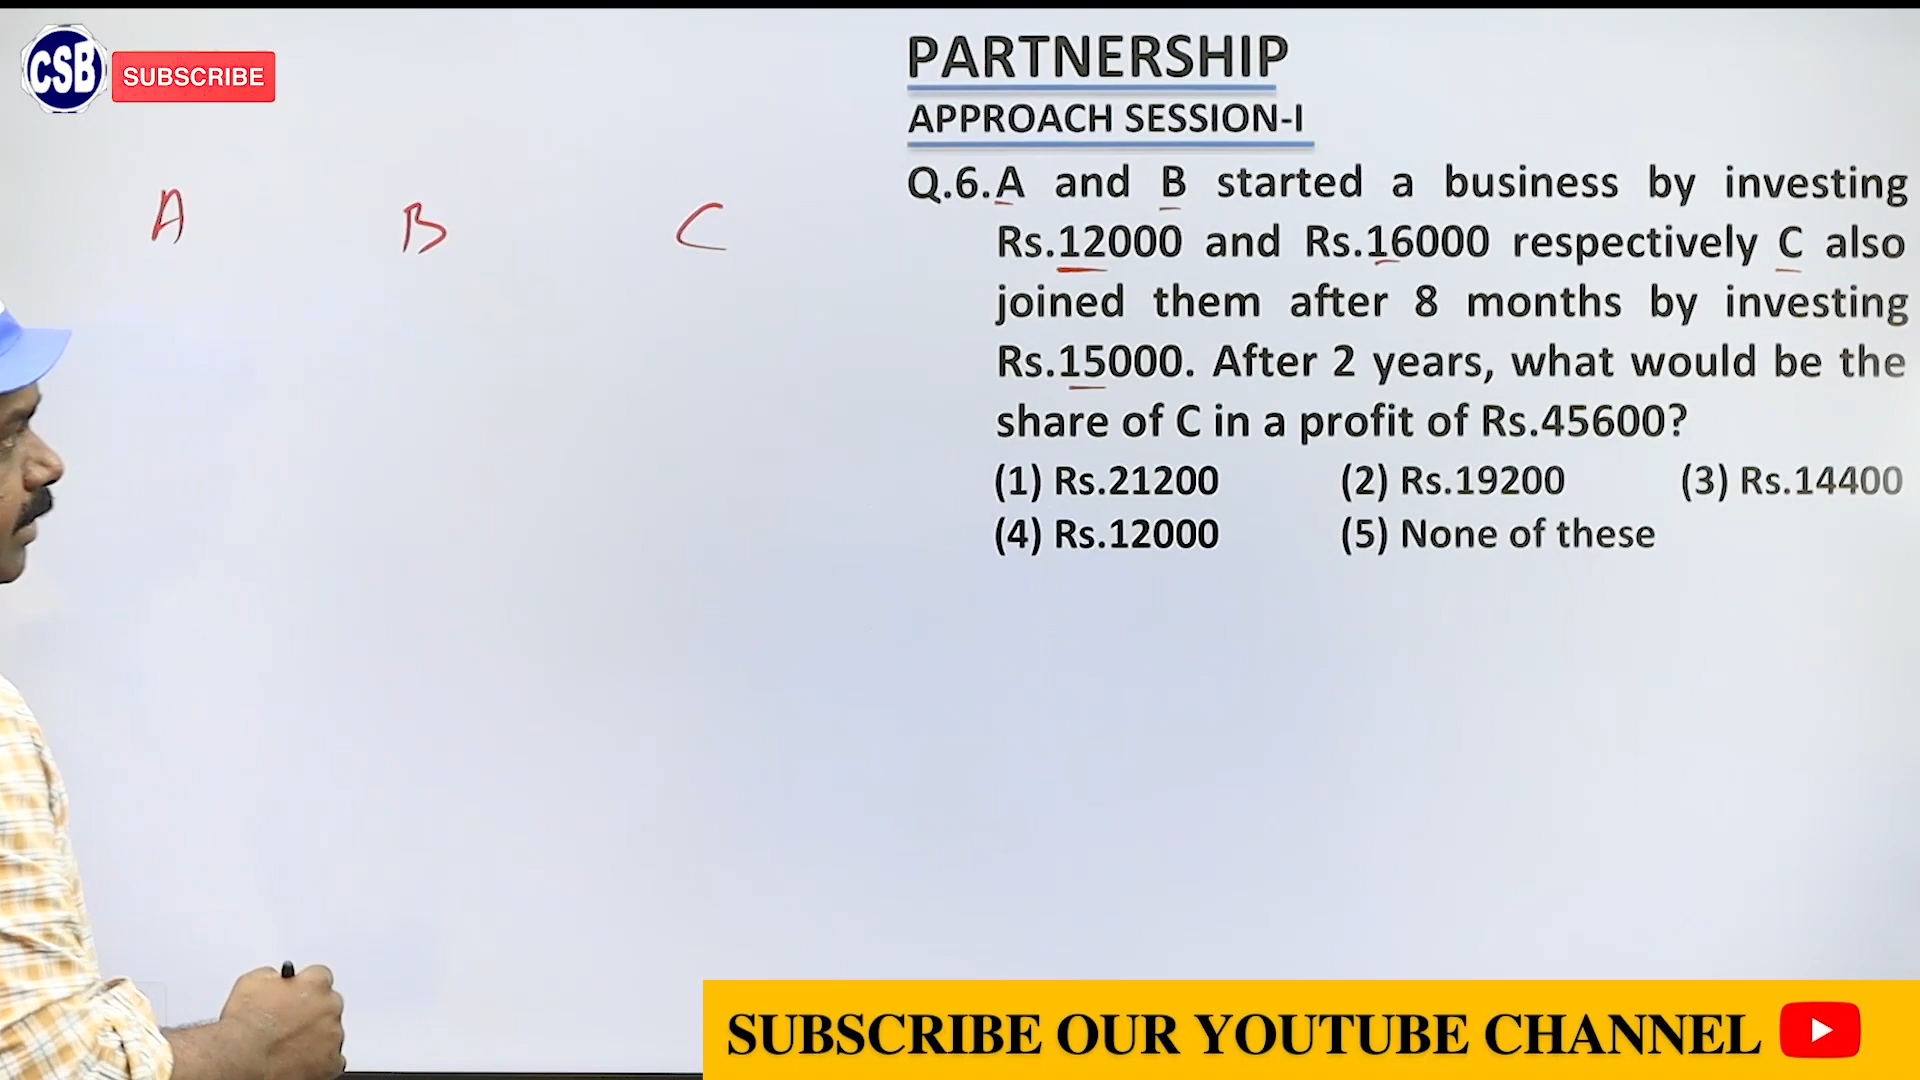 CSB
SUBSCRIBE
PARTNERSHIP
APPROACH SESSION-I
A B C
Q.6. A and B started a business by investing
Rs.12000 and Rs.16000 respectively C also
joined them after 8 months by investing
Rs.15000. After 2 years, what would be the
share of C in a profit of Rs.45600?
(1) Rs.21200 (2) Rs.19200 (3) Rs.14400
(4) Rs.12000 (5) None of these
SUBSCRIBE OUR YOUTUBE CHANNEL